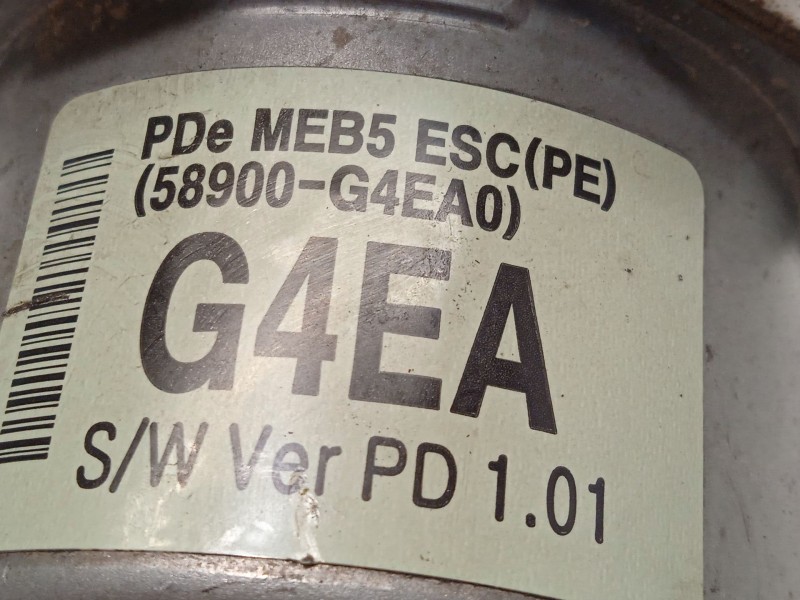 PDe MEB5 ESC(PE)
(58900-G4EA0)
G4EA
S/W Ver PD 1.01